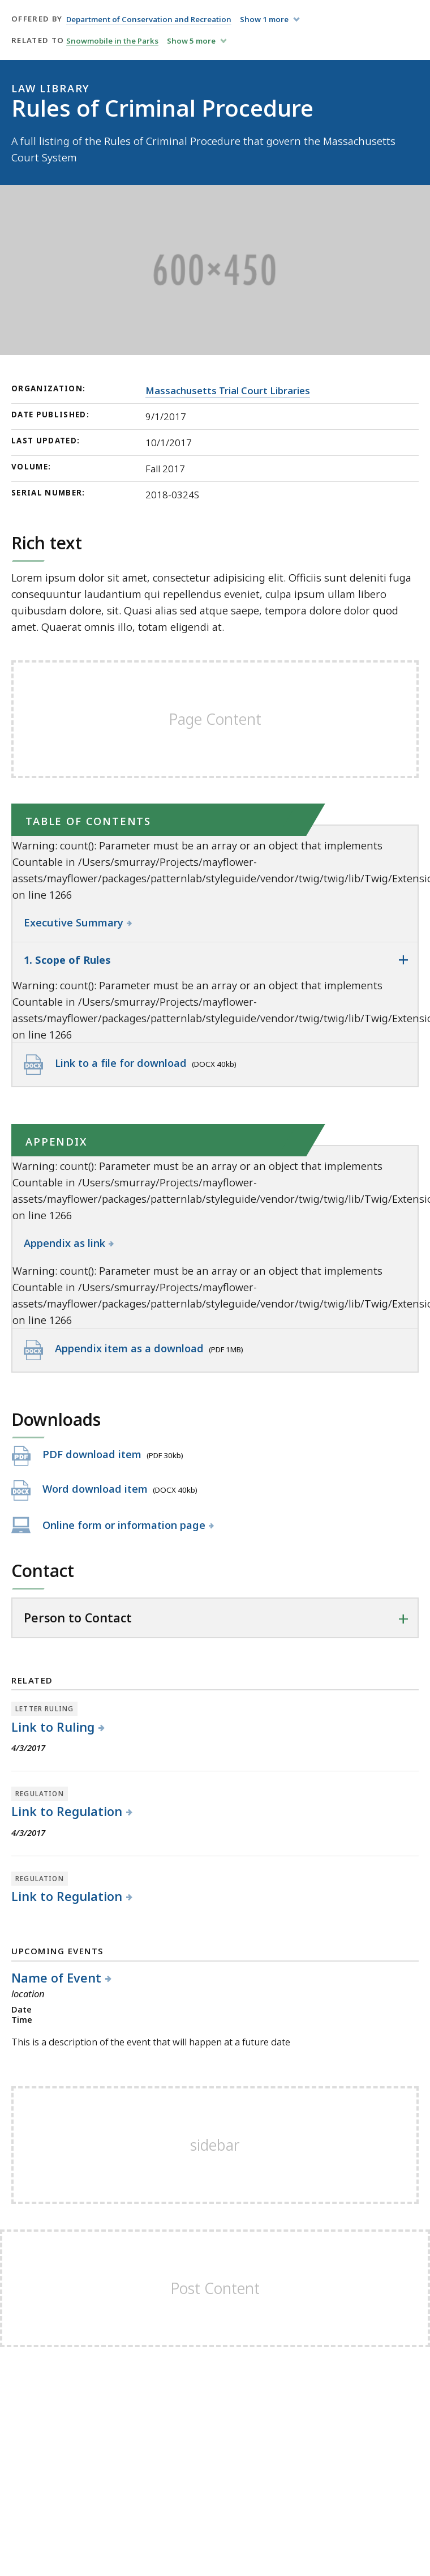 OFFERED BY Department of Conservation and Recreation Show 1 more
RELATED TO Snowmobile in the Parks Show 5 more
LAW LIBRARY
Rules of Criminal Procedure
A full listing of the Rules of Criminal Procedure that govern the Massachusetts
Court System
600×450
ORGANIZATION: Massachusetts Trial Court Libraries
DATE PUBLISHED: 9/1/2017
LAST UPDATED: 10/1/2017
VOLUME: Fall 2017
SERIAL NUMBER: 2018-0324S
Rich text
Lorem ipsum dolor sit amet, consectetur adipisicing elit. Officiis sunt deleniti fuga
consequuntur laudantium qui repellendus eveniet, culpa ipsum ullam libero
quibusdam dolore, sit. Quasi alias sed atque saepe, tempora dolore dolor quod
amet. Quaerat omnis illo, totam eligendi at.
Page Content
TABLE OF CONTENTS
Warning: count(): Parameter must be an array or an object that implements
Countable in /Users/smurray/Projects/mayflower-
assets/mayflower/packages/patternlab/styleguide/vendor/twig/twig/lib/Twig/Extensio
on line 1266
Executive Summary
1. Scope of Rules
Warning: count(): Parameter must be an array or an object that implements
Countable in /Users/smurray/Projects/mayflower-
assets/mayflower/packages/patternlab/styleguide/vendor/twig/twig/lib/Twig/Extensio
on line 1266
DOCX Link to a file for download (DOCX 40kb)
APPENDIX
Warning: count(): Parameter must be an array or an object that implements
Countable in /Users/smurray/Projects/mayflower-
assets/mayflower/packages/patternlab/styleguide/vendor/twig/twig/lib/Twig/Extensio
on line 1266
Appendix as link
Warning: count(): Parameter must be an array or an object that implements
Countable in /Users/smurray/Projects/mayflower-
assets/mayflower/packages/patternlab/styleguide/vendor/twig/twig/lib/Twig/Extensio
on line 1266
DOCX Appendix item as a download (PDF 1MB)
Downloads
PDF PDF download item (PDF 30kb)
DOCX Word download item (DOCX 40kb)
Online form or information page
Contact
Person to Contact
RELATED
LETTER RULING
Link to Ruling
4/3/2017
REGULATION
Link to Regulation
4/3/2017
REGULATION
Link to Regulation
UPCOMING EVENTS
Name of Event
location
Date
Time
This is a description of the event that will happen at a future date
sidebar
Post Content